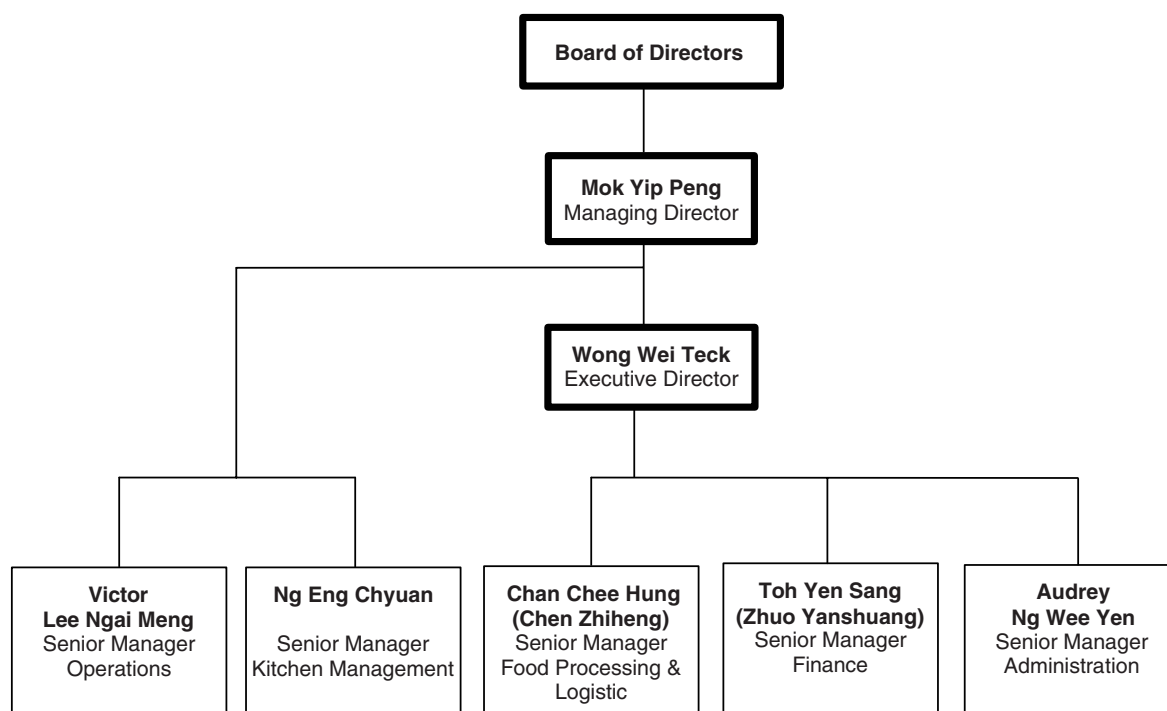 Board of Directors
Mok Yip Peng
Managing Director
Wong Wei Teck
Executive Director
Victor
Lee Ngai Meng
Senior Manager
Operations
Ng Eng Chyuan
Senior Manager
Kitchen Management
Chan Chee Hung
(Chen Zhiheng)
Senior Manager
Food Processing &
Logistic
Toh Yen Sang
(Zhuo Yanshuang)
Senior Manager
Finance
Audrey
Ng Wee Yen
Senior Manager
Administration